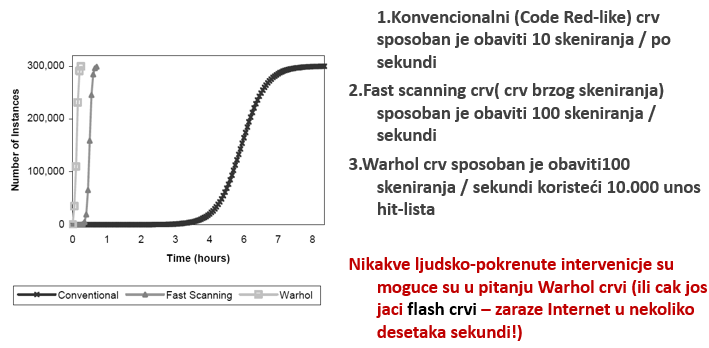 300,000
200,000
100,000
0
Number of Instances
0 1 2 3 4 6 7 8
Time (hours)
Conventional Fast Scanning Warhol
1.Konvencionalni (Code Red-like) crv
sposoban je obaviti 10 skeniranja / po
sekundi
2.Fast scanning crv( crv brzog skeniranja)
sposoban je obaviti 100 skeniranja /
sekundi
3.Warhol crv sposoban je obaviti100
skeniranja / sekundi koristeći 10.000 unos
hit-lista
Nikakve ljudsko-pokrenute intervenicje su
moguce su u pitanju Warhol crvi (ili cak jos
jaci flash crvi – zaraze Internet u nekoliko
desetaka sekundi!)